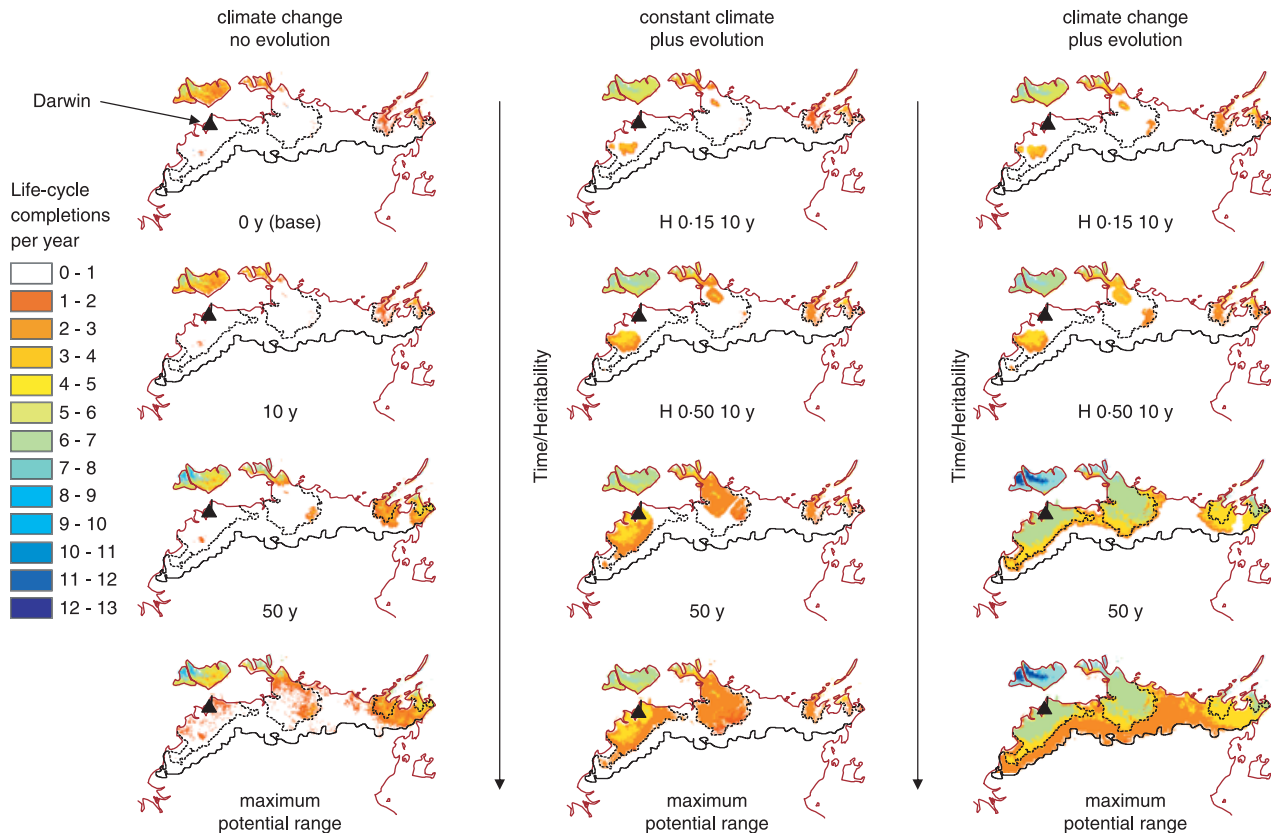 climate change
no evolution
constant climate
plus evolution
climate change
plus evolution
Darwin
Life-cycle
completions
per year
0 - 1
1 - 2
2 - 3
3 - 4
4 - 5
5 - 6
6 - 7
7 - 8
8 - 9
9 - 10
10 - 11
11 - 12
12 - 13
0 y (base)
10 y
50 y
maximum
potential range
Time/Heritability
H 0·15 10 y
H 0·50 10 y
50 y
maximum
potential range
Time/Heritability
H 0·15 10 y
H 0·50 10 y
50 y
maximum
potential range